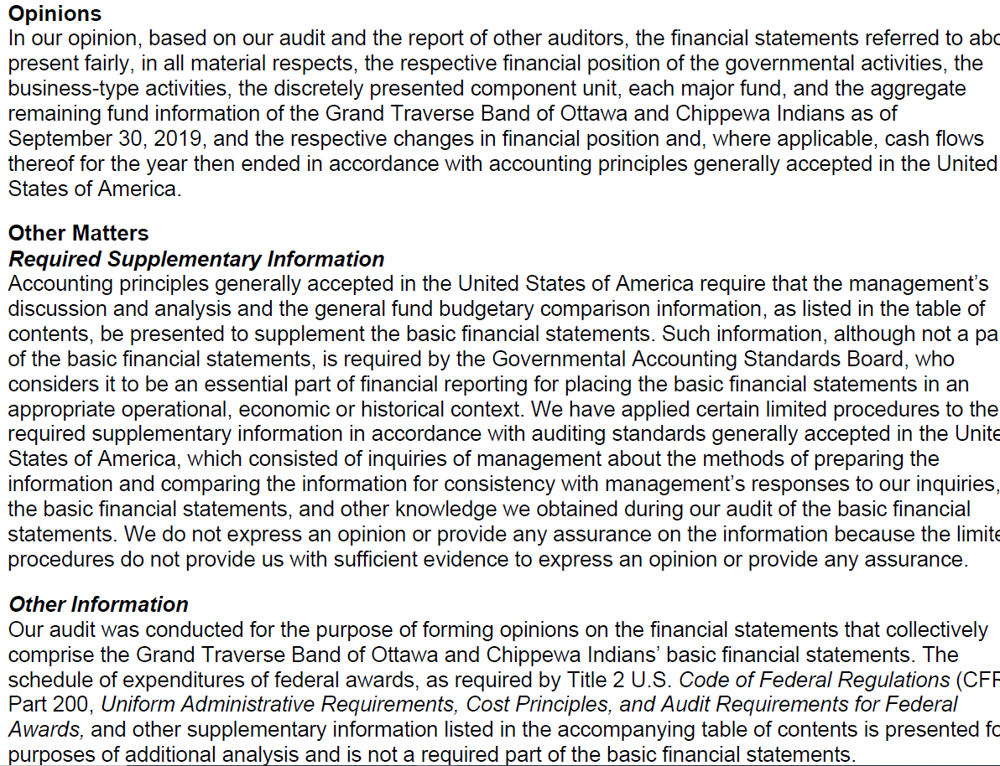 Opinions
In our opinion, based on our audit and the report of other auditors, the financial statements referred to abo
present fairly, in all material respects, the respective financial position of the governmental activities, the
business-type activities, the discretely presented component unit, each major fund, and the aggregate
remaining fund information of the Grand Traverse Band of Ottawa and Chippewa Indians as of
September 30, 2019, and the respective changes in financial position and, where applicable, cash flows
thereof for the year then ended in accordance with accounting principles generally accepted in the United
States of America.
Other Matters
Required Supplementary Information
Accounting principles generally accepted in the United States of America require that the management’s
discussion and analysis and the general fund budgetary comparison information, as listed in the table of
contents, be presented to supplement the basic financial statements. Such information, although not a pa
of the basic financial statements, is required by the Governmental Accounting Standards Board, who
considers it to be an essential part of financial reporting for placing the basic financial statements in an
appropriate operational, economic or historical context. We have applied certain limited procedures to the
required supplementary information in accordance with auditing standards generally accepted in the Unite
States of America, which consisted of inquiries of management about the methods of preparing the
information and comparing the information for consistency with management’s responses to our inquiries,
the basic financial statements, and other knowledge we obtained during our audit of the basic financial
statements. We do not express an opinion or provide any assurance on the information because the limite
procedures do not provide us with sufficient evidence to express an opinion or provide any assurance.
Other Information
Our audit was conducted for the purpose of forming opinions on the financial statements that collectively
comprise the Grand Traverse Band of Ottawa and Chippewa Indians’ basic financial statements. The
schedule of expenditures of federal awards, as required by Title 2 U.S. Code of Federal Regulations (CFR
Part 200, Uniform Administrative Requirements, Cost Principles, and Audit Requirements for Federal
Awards, and other supplementary information listed in the accompanying table of contents is presented fo
purposes of additional analysis and is not a required part of the basic financial statements.